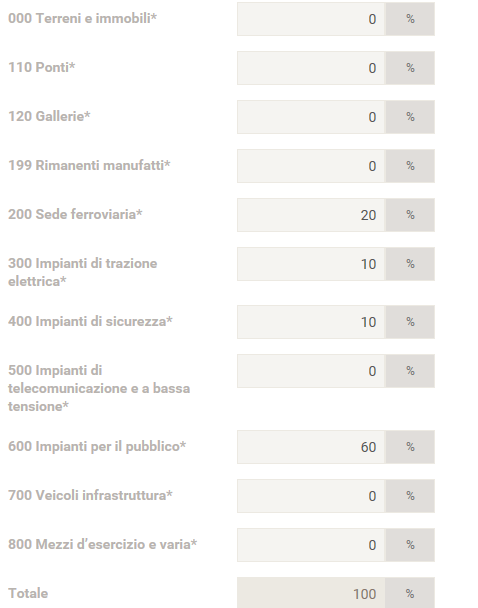 000 Terreni e immobili* 0 %
110 Ponti* 0 %
120 Gallerie* 0 %
199 Rimanenti manufatti* 0 %
200 Sede ferroviaria* 20 %
300 Impianti di trazione 10 %
elettrica*
400 Impianti di sicurezza* 10 %
500 Impianti di 0 %
telecomunicazione e a bassa
tensione*
600 Impianti per il pubblico* 60 %
700 Veicoli infrastruttura* 0 %
800 Mezzi d'esercizio e varia* 0 %
Totale 100 %